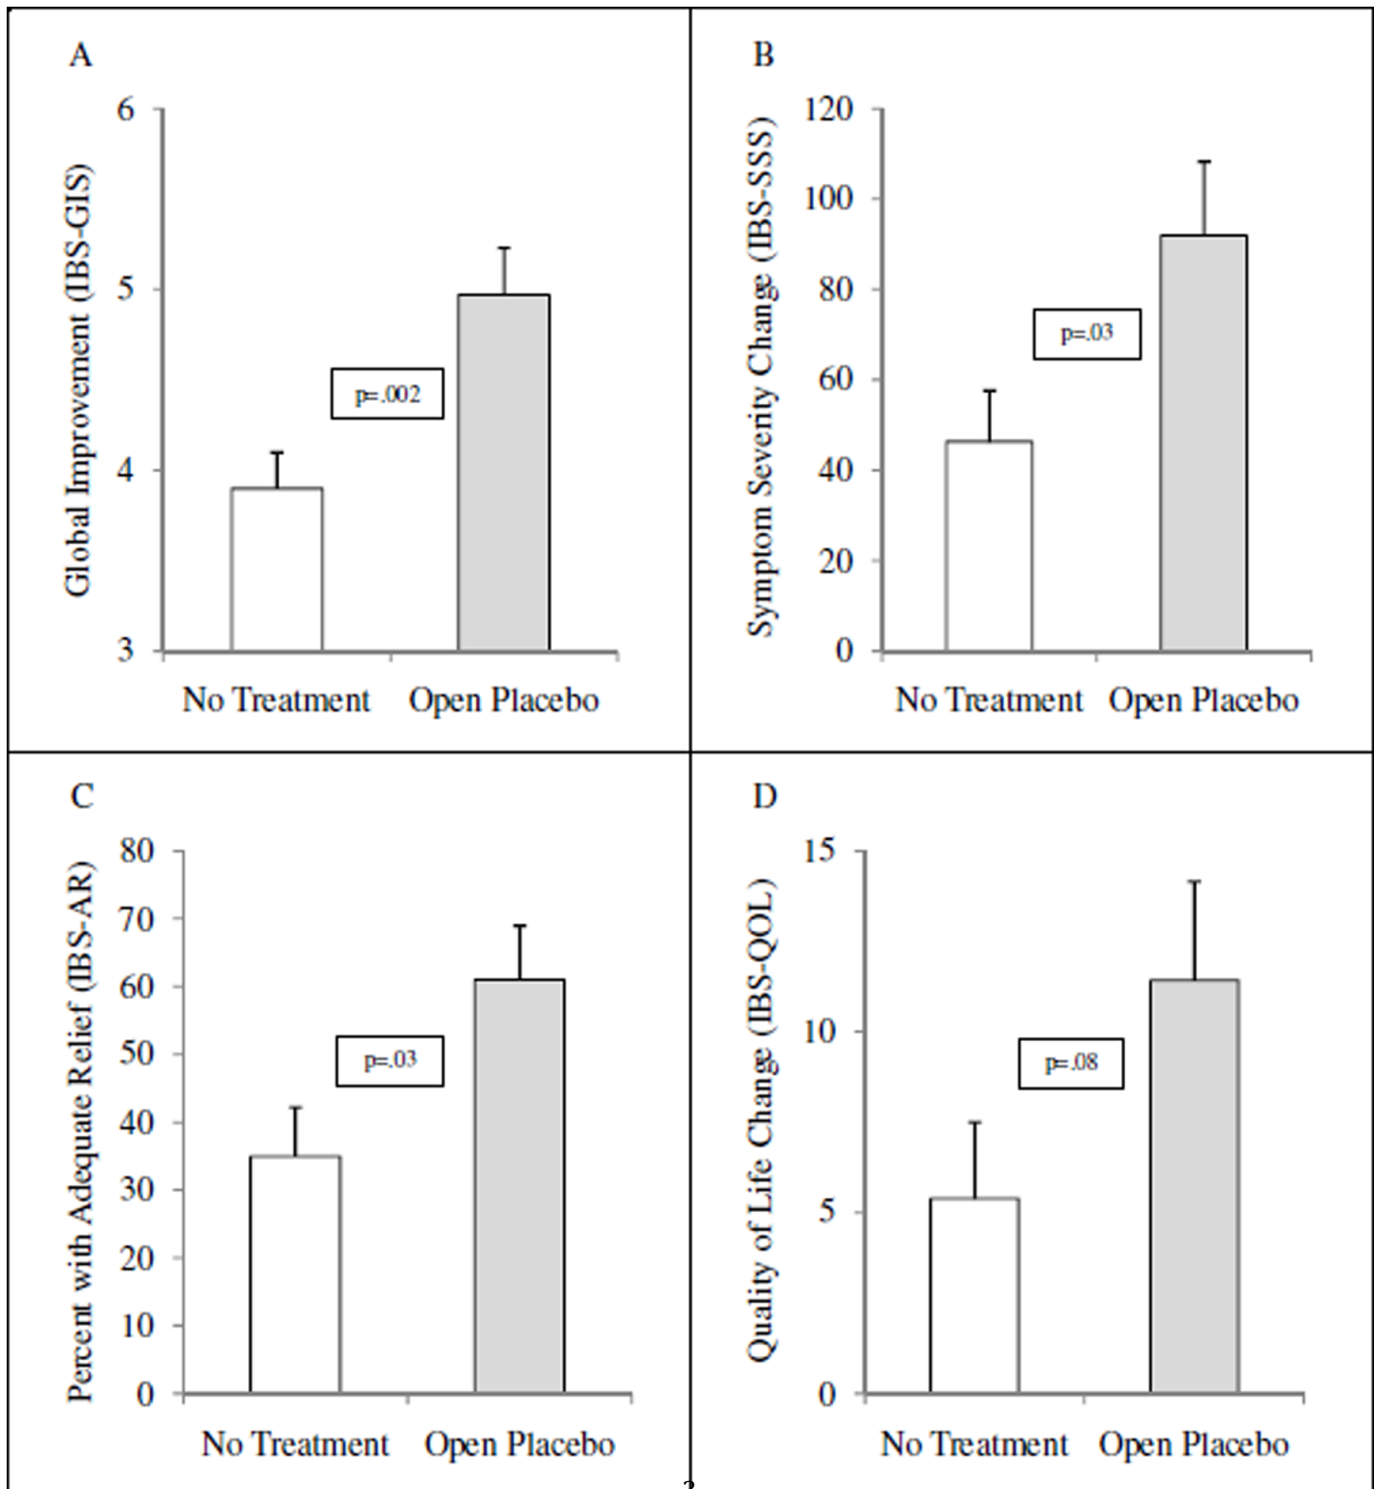 A
Global Improvement (IBS-GIS)
6
5
4
3
p=.002
No Treatment
Open Placebo
B
Symptom Severity Change (IBS-SSS)
120
100
80
60
40
20
0
p=.03
No Treatment
Open Placebo
C
Percent with Adequate Relief (IBS-AR)
80
70
60
50
40
30
20
10
0
p=.03
No Treatment
Open Placebo
D
Quality of Life Change (IBS-QOL)
15
10
5
0
p=.08
No Treatment
Open Placebo